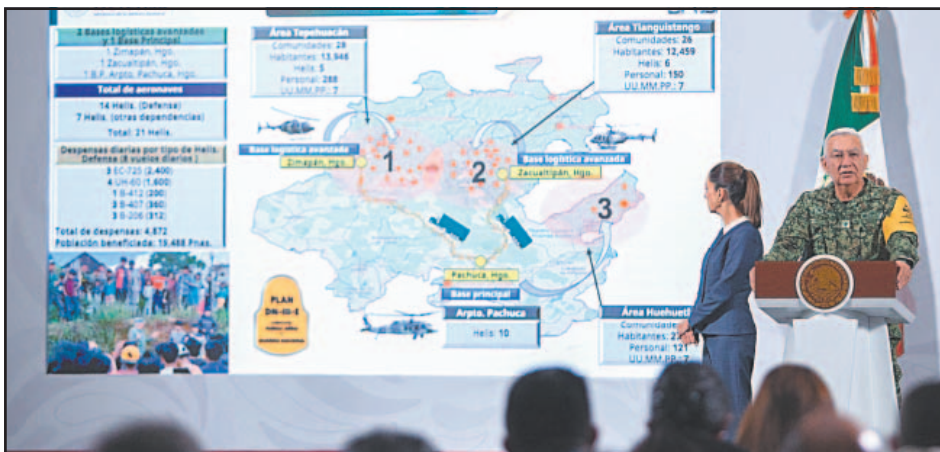 2 Bases logísticas avanzadas
y 1 Base Principal
1 Zimapán, Hgo.
1 Zacualtipán, Hgo.
1 B.P. Arpto. Pachuca, Hgo.
Total de aeronaves
14 Helis. (Defensa)
7 Helis. (otras dependencias)
Total: 21 Helis.
Despensas diarias por tipo de Helis.
Defensa (8 vuelos diarios )
3 EC-725 (2,400)
4 UH-60 (1,600)
1 B-412 (200)
3 B-407 (360)
3 B-206 (312)
Total de despensas: 4,872
Población beneficiada: 19,488 Pnas.
Área Tepehuacán
Comunidades: 28
Habitantes: 13,946
Helis: 5
Personal: 288
UU.MM.PP.: 7
Área Tianguistengo
Comunidades: 26
Habitantes: 12,459
Helis: 6
Personal: 150
UU.MM.PP.: 7
Base logística avanzada
Zimapán, Hgo.
1
2
Base logística avanzada
Zacualtipán, Hgo.
3
Pachuca, Hgo.
Base principal
PLAN
DN-III-E
Arpto. Pachuca
Helis: 10
Área Huehuetl
Comunidades
Habitantes: 2
Personal: 121
UU.MM.PP.: 7